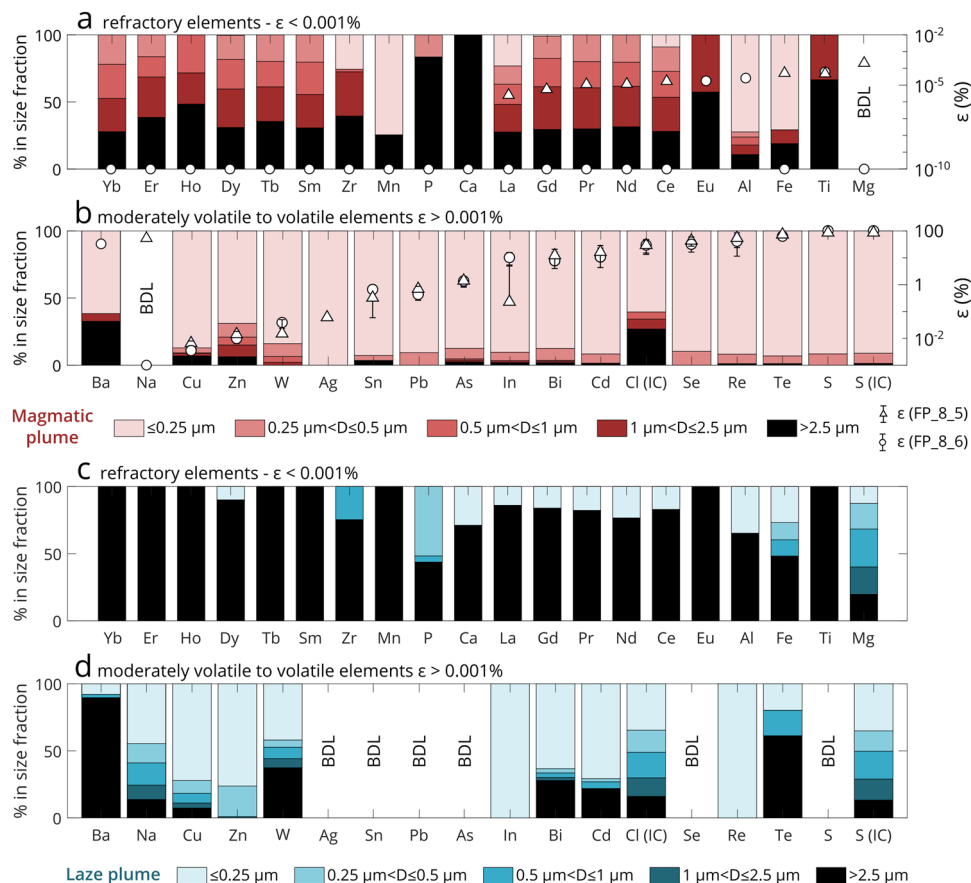 a refractory elements - ε < 0.001%
% in size fraction
100
50
0
10⁻²
10⁻⁵
10⁻¹⁰
ε (%)
BDL
Yb Er Ho Dy Tb Sm Zr Mn P Ca La Gd Pr Nd Ce Eu Al Fe Ti Mg
b moderately volatile to volatile elements ε > 0.001%
% in size fraction
100
50
0
100
1
10⁻²
ε (%)
BDL
Ba Na Cu Zn W Ag Sn Pb As In Bi Cd Cl (IC) Se Re Te S S (IC)
Magmatic
plume
≤0.25 μm 0.25 μm<D≤0.5 μm 0.5 μm<D≤1 μm 1 μm<D≤2.5 μm >2.5 μm
ε (FP_8_5)
ε (FP_8_6)
c refractory elements - ε < 0.001%
% in size fraction
100
50
0
Yb Er Ho Dy Tb Sm Zr Mn P Ca La Gd Pr Nd Ce Eu Al Fe Ti Mg
d moderately volatile to volatile elements ε > 0.001%
% in size fraction
100
50
0
BDL BDL BDL BDL BDL BDL
Ba Na Cu Zn W Ag Sn Pb As In Bi Cd Cl (IC) Se Re Te S S (IC)
Laze plume ≤0.25 μm 0.25 μm<D≤0.5 μm 0.5 μm<D≤1 μm 1 μm<D≤2.5 μm >2.5 μm